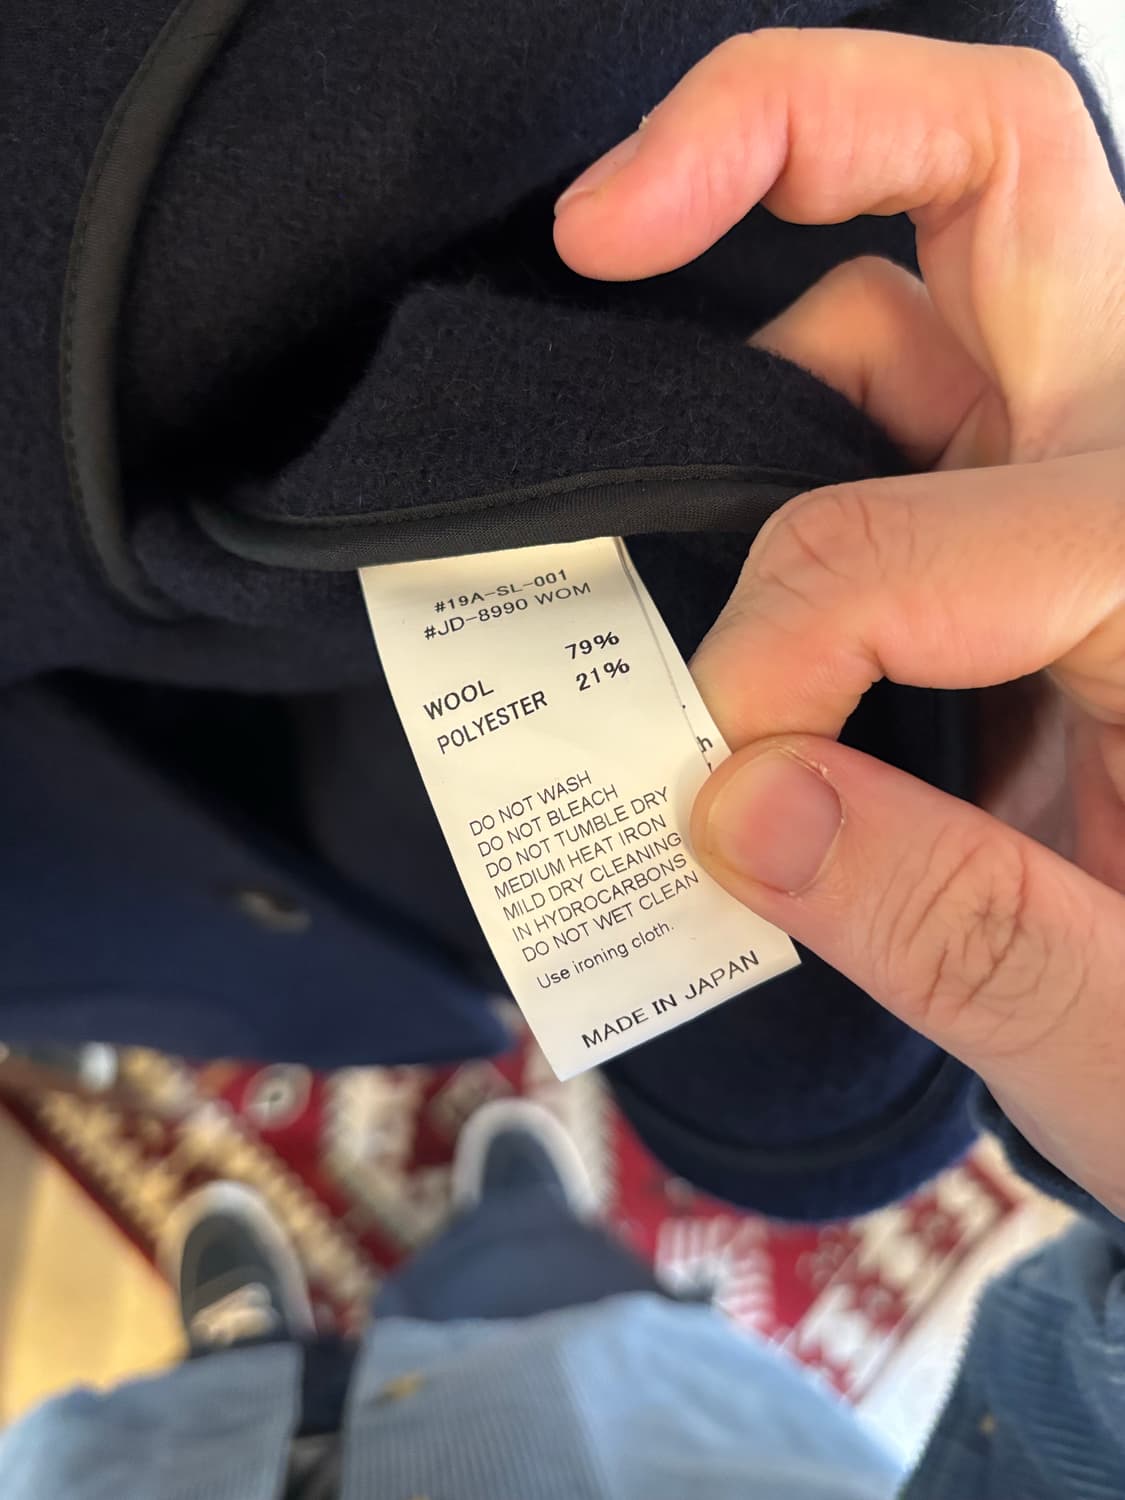 #19A-SL-001
#JD-8990 WOM
WOOL 79%
POLYESTER 21%
DO NOT WASH
DO NOT BLEACH
DO NOT TUMBLE DRY
MEDIUM HEAT IRON
MILD DRY CLEANING
IN HYDROCARBONS
DO NOT WET CLEAN
Use ironing cloth.
MADE IN JAPAN